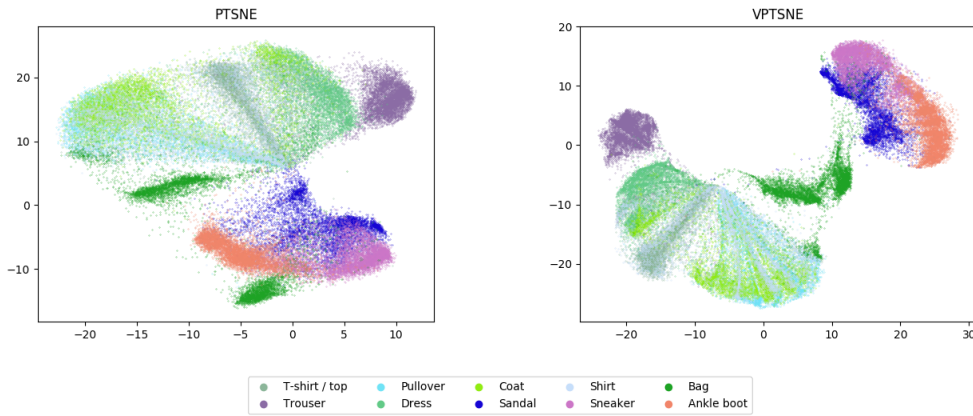 PTSNE
VPTSNE
20
10
0
−10
−20
−15
−10
−5
0
5
10
20
10
0
−10
−20
−20
−10
0
10
20
30
T-shirt / top
Pullover
Coat
Shirt
Bag
Trouser
Dress
Sandal
Sneaker
Ankle boot